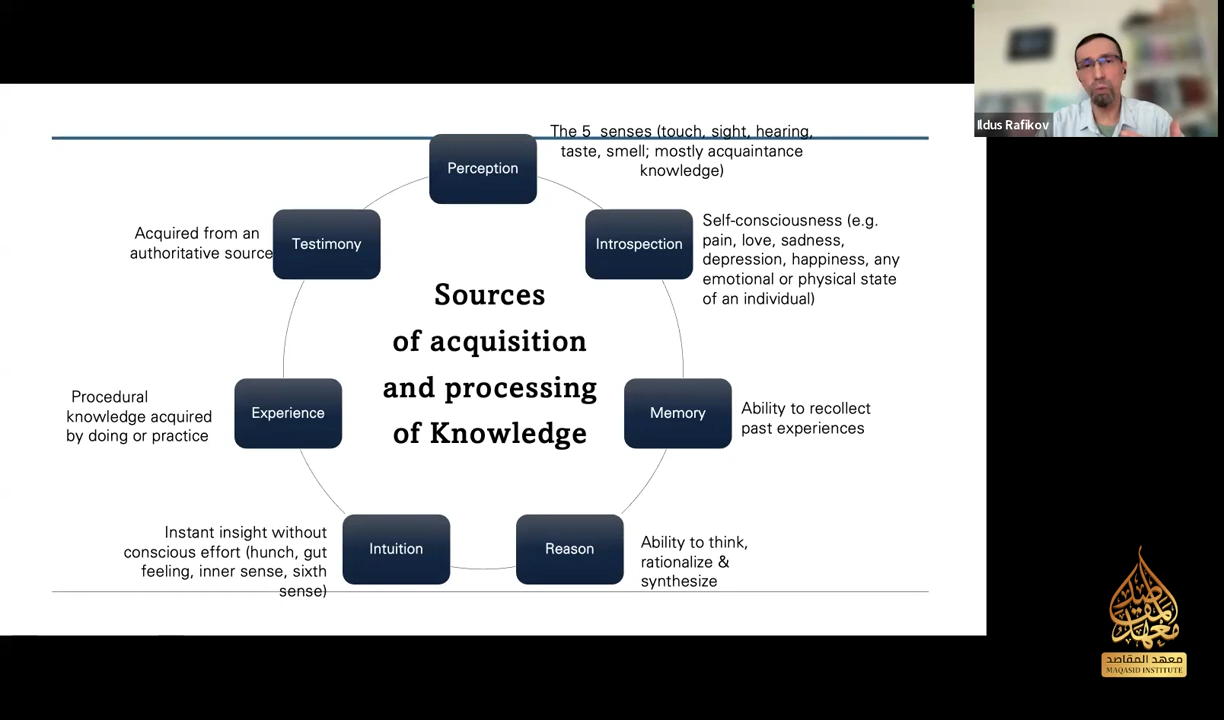 Ildus Rafikov
The 5 senses (touch, sight, hearing,
taste, smell; mostly acquaintance
knowledge)
Perception
Introspection
Self-consciousness (e.g.
pain, love, sadness,
depression, happiness, any
emotional or physical state
of an individual)
Memory
Ability to recollect
past experiences
Reason
Ability to think,
rationalize &
synthesize
Intuition
Instant insight without
conscious effort (hunch, gut
feeling, inner sense, sixth
sense)
Experience
Procedural
knowledge acquired
by doing or practice
Testimony
Acquired from an
authoritative source
Sources
of acquisition
and processing
of Knowledge
معهد المقاصد
معهد المقاصد
MAQASID INSTITUTE